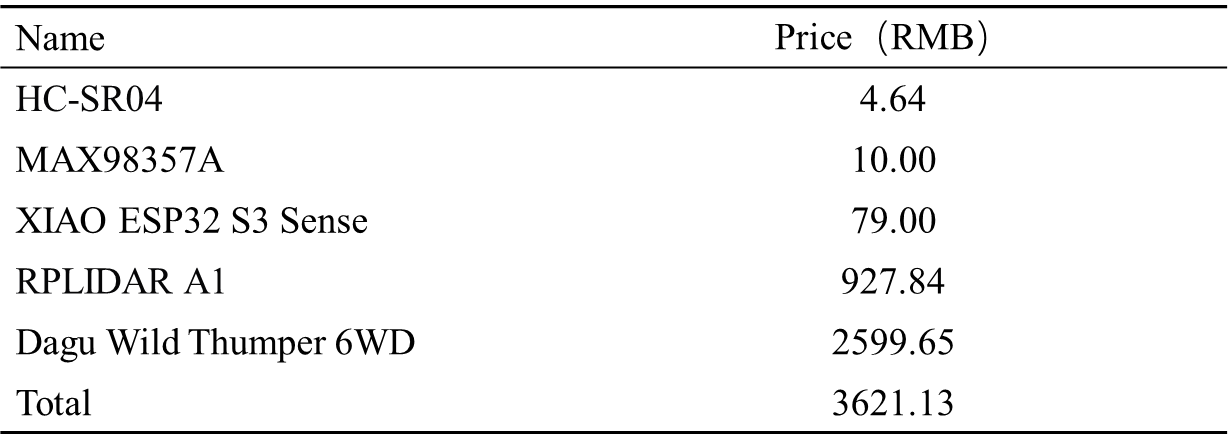 Name Price（RMB）
HC-SR04 4.64
MAX98357A 10.00
XIAO ESP32 S3 Sense 79.00
RPLIDAR A1 927.84
Dagu Wild Thumper 6WD 2599.65
Total 3621.13